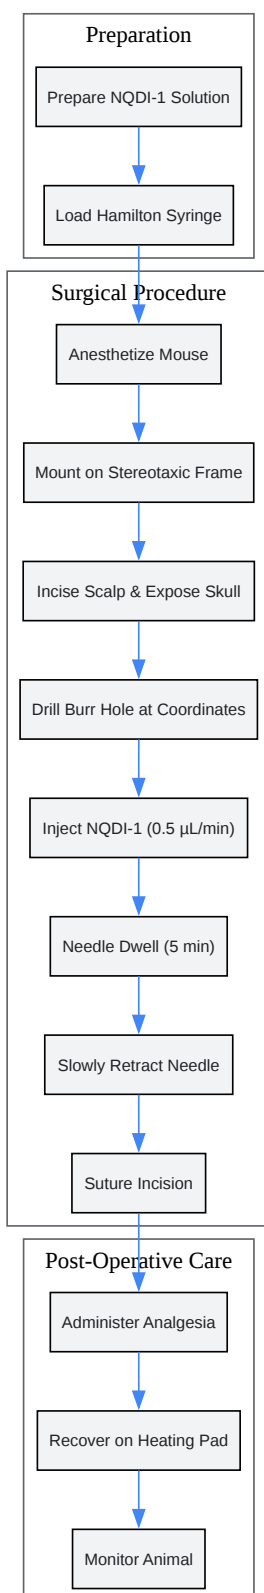 Preparation
Prepare NQDI-1 Solution
Load Hamilton Syringe
Surgical Procedure
Anesthetize Mouse
Mount on Stereotaxic Frame
Incise Scalp & Expose Skull
Drill Burr Hole at Coordinates
Inject NQDI-1 (0.5 µL/min)
Needle Dwell (5 min)
Slowly Retract Needle
Suture Incision
Post-Operative Care
Administer Analgesia
Recover on Heating Pad
Monitor Animal